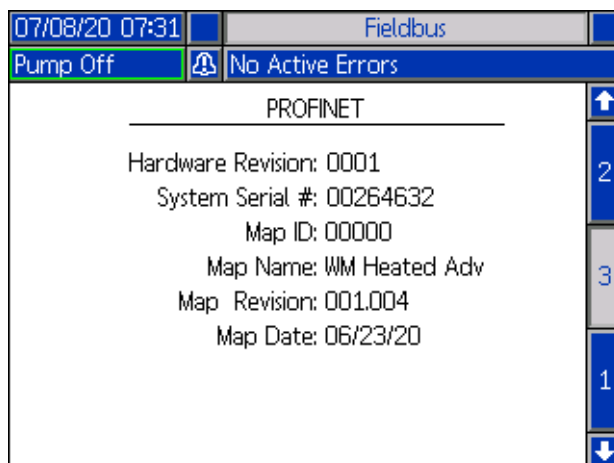 07/08/20 07:31 Fieldbus
Pump Off No Active Errors
PROFINET
Hardware Revision: 0001
System Serial #: 00264632
Map ID: 00000
Map Name: WM Heated Adv
Map Revision: 001.004
Map Date: 06/23/20
2
3
1